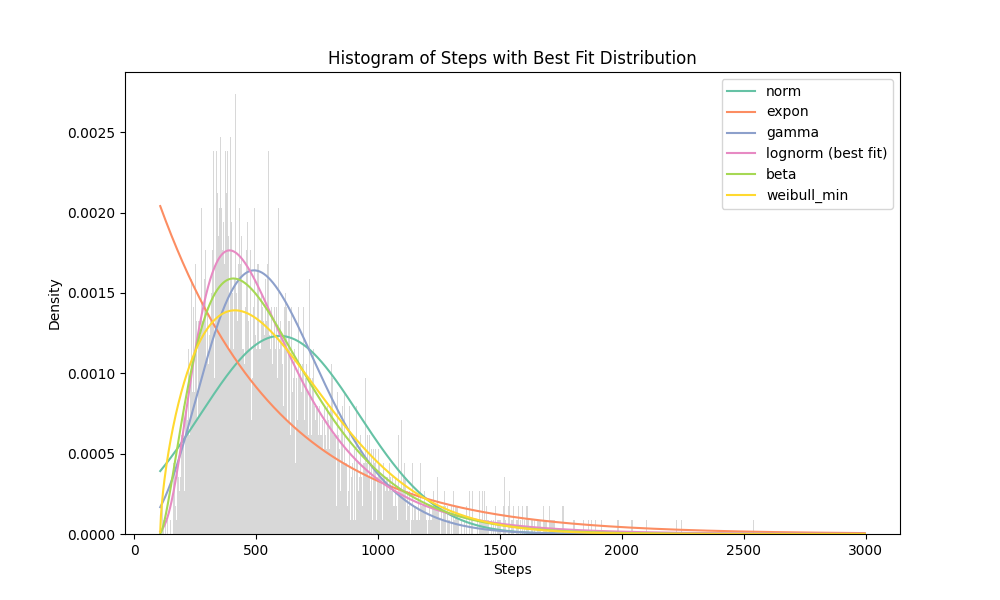 Histogram of Steps with Best Fit Distribution
norm
expon
gamma
lognorm (best fit)
beta
weibull_min
Density
0.0025
0.0020
0.0015
0.0010
0.0005
0.0000
0 500 1000 1500 2000 2500 3000
Steps